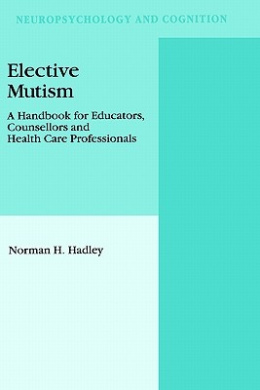 NEUROPSYCHOLOGY AND COGNITION
Elective
Mutism
A Handbook for Educators,
Counsellors and
Health Care Professionals
Norman H. Hadley